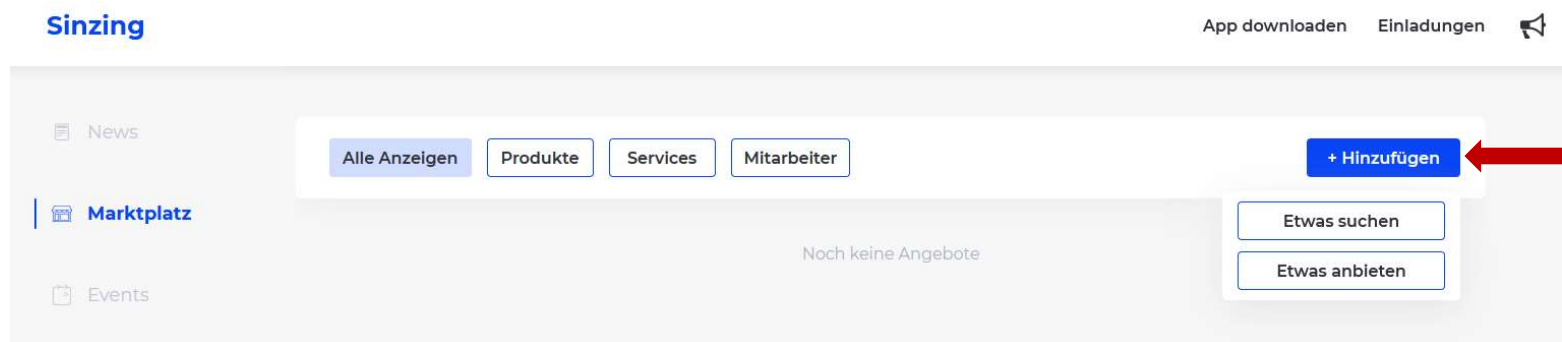 Sinzing
App downloaden
Einladungen
News
Alle Anzeigen
Produkte
Services
Mitarbeiter
+ Hinzufügen
Marktplatz
Etwas suchen
Noch keine Angebote
Etwas anbieten
Events